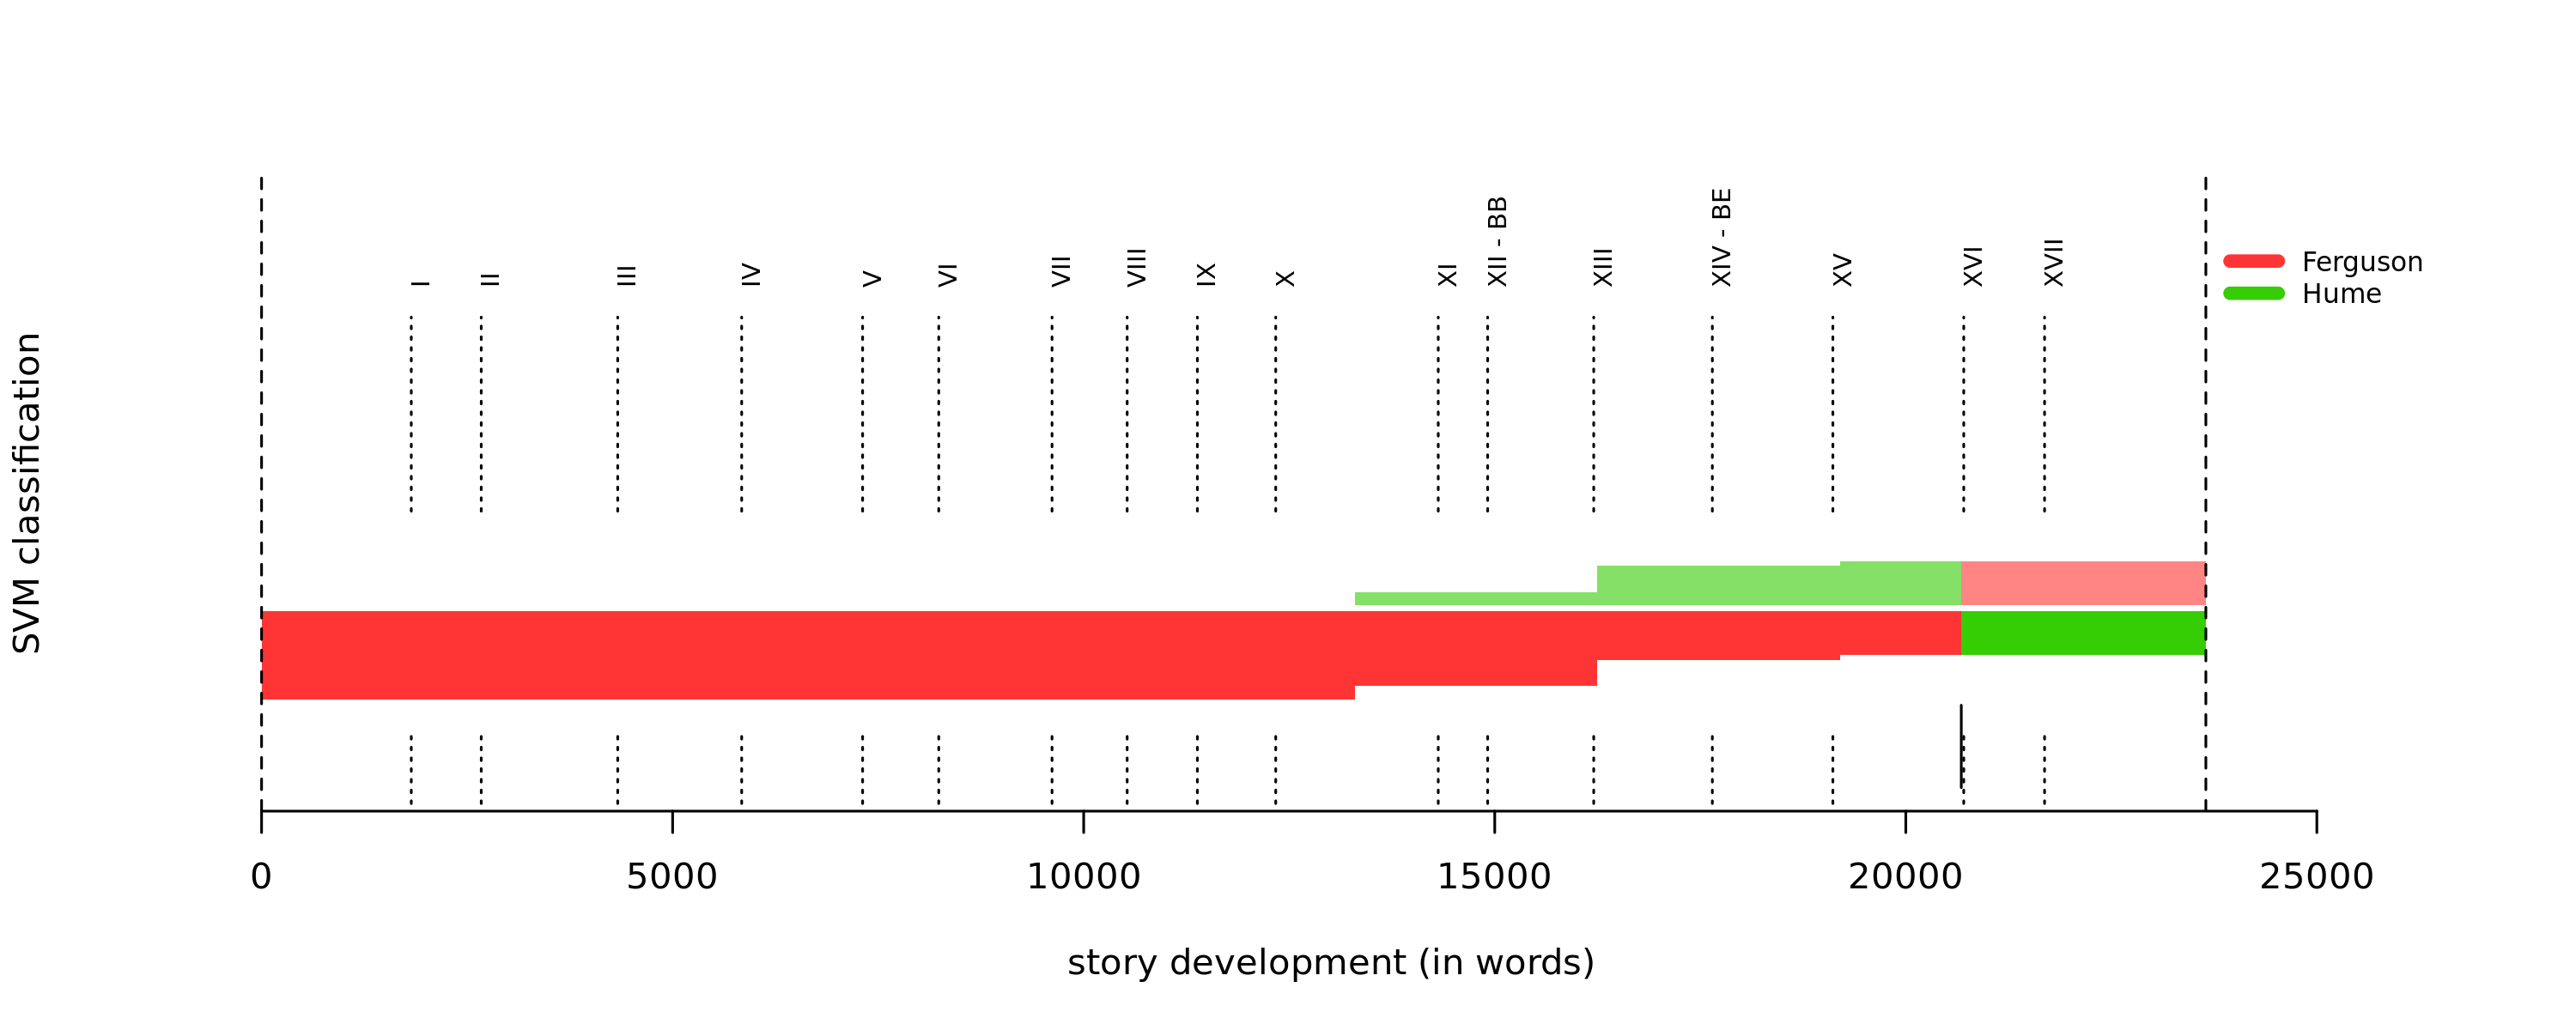 I
II
III
IV
V
VI
VII
VIII
IX
X
XI
XII - BB
XIII
XIV - BE
XV
XVI
XVII
Ferguson
Hume
SVM classification
0
5000
10000
15000
20000
25000
story development (in words)